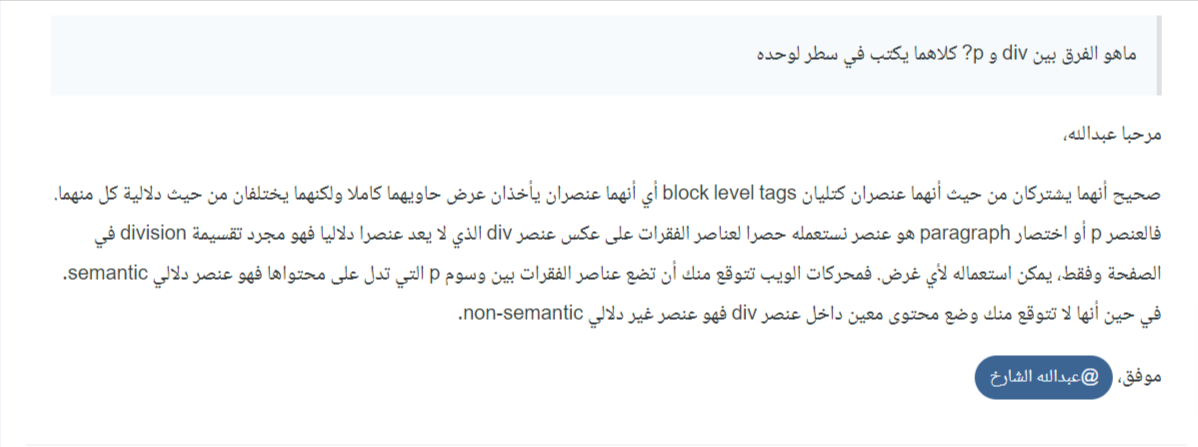 ماهو الفرق بين div و p? كلاهما يكتب في سطر لوحده
مرحبا عبدالله،
صحيح أنهما يشتركان من حيث أنهما عنصران كتليان block level tags أي أنهما عنصران يأخذان عرض حاويهما كاملا ولكنهما يختلفان من حيث دلالية كل منهما.
فالعنصر p أو اختصار paragraph هو عنصر نستعمله حصرا لعناصر الفقرات على عكس عنصر div الذي لا يعد عنصرا دلاليا فهو مجرد تقسيمة division في
الصفحة وفقط، يمكن استعماله لأي غرض. فمحركات الويب تتوقع منك أن تضع عناصر الفقرات بين وسوم p التي تدل على محتواها فهو عنصر دلالي semantic.
في حين أنها لا تتوقع منك وضع محتوى معين داخل عنصر div فهو عنصر غير دلالي non-semantic.
موفق، @عبدالله الشارخ